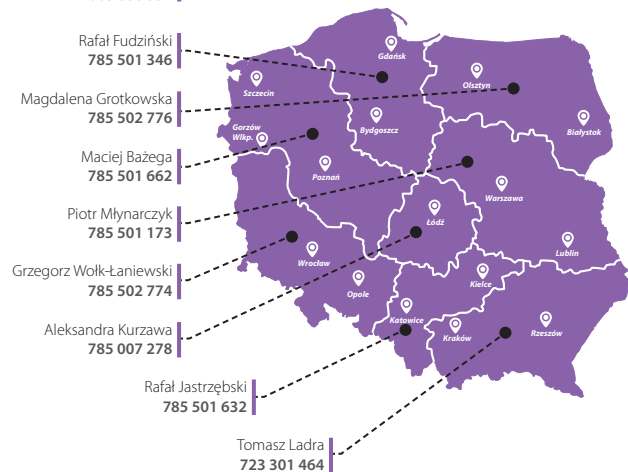 Rafał Fudziński
785 501 346
Magdalena Grotkowska
785 502 776
Maciej Bażega
785 501 662
Piotr Młynarczyk
785 501 173
Grzegorz Wołk-Łaniewski
785 502 774
Aleksandra Kurzawa
785 007 278
Rafał Jastrzębski
785 501 632
Tomasz Ladra
723 301 464
Gdańsk
Olsztyn
Szczecin
Bydgoszcz
Białystok
Gorzów
Wlkp.
Poznań
Warszawa
Łódź
Lublin
Wrocław
Opole
Kielce
Katowice
Kraków
Rzeszów